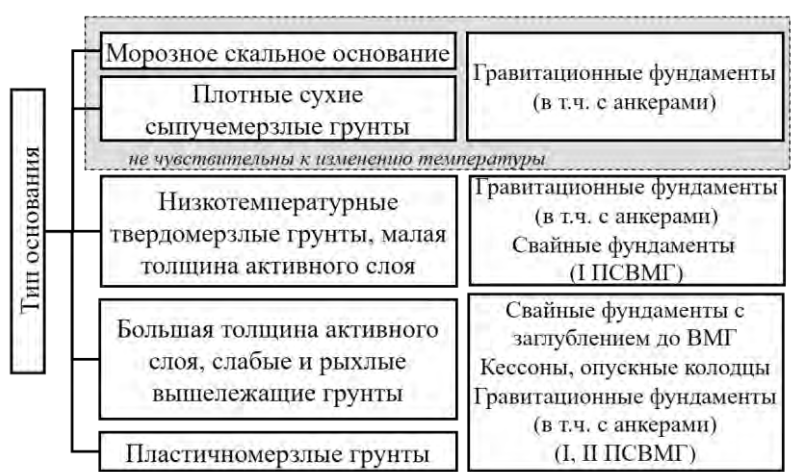 Тип основания
Морозное скальное основание
Плотные сухие
сыпучемерзлые грунты
Гравитационные фундаменты
(в т.ч. с анкерами)
не чувствительны к изменению температуры
Низкотемпературные
твердомерзлые грунты, малая
толщина активного слоя
Гравитационные фундаменты
(в т.ч. с анкерами)
Свайные фундаменты
(I ПСВМГ)
Большая толщина активного
слоя, слабые и рыхлые
вышележащие грунты
Пластичномерзлые грунты
Свайные фундаменты с
заглублением до ВМГ
Кессоны, опускные колодцы
Гравитационные фундаменты
(в т.ч. с анкерами)
(I, II ПСВМГ)